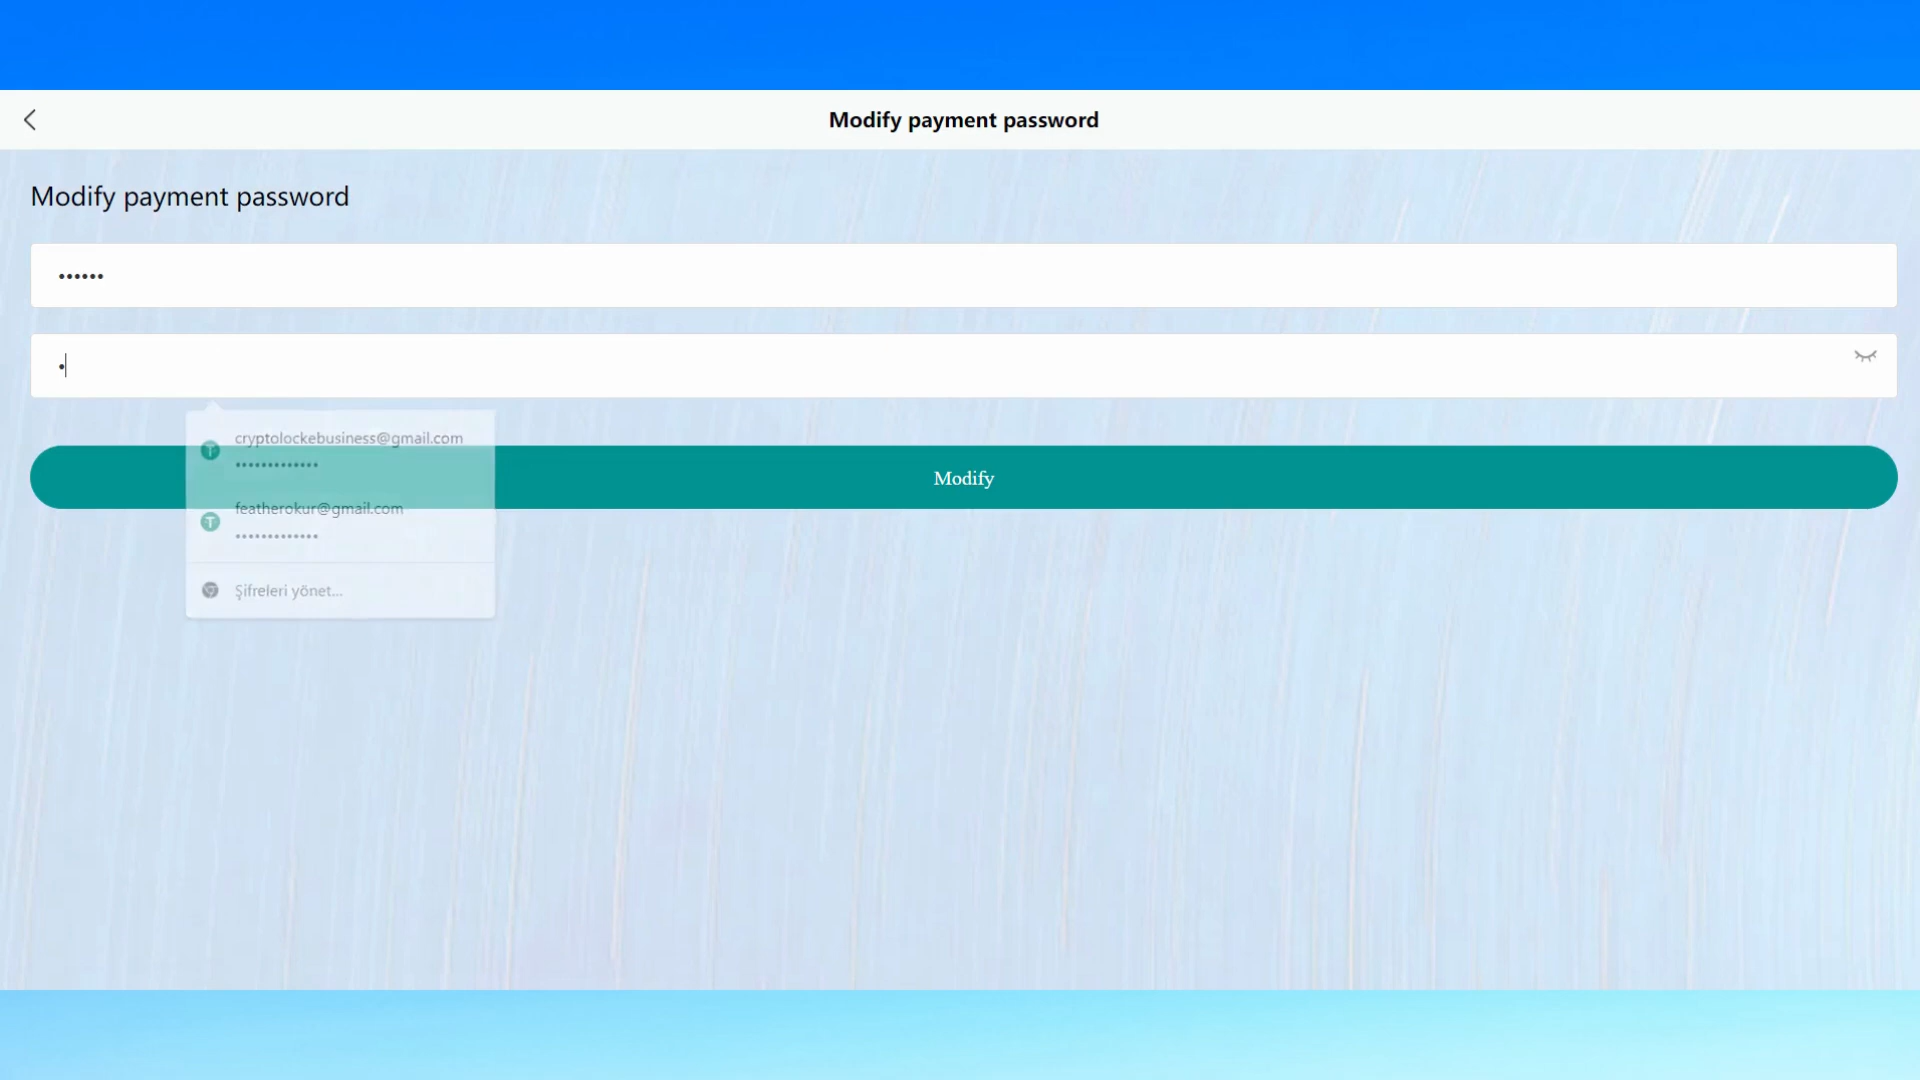 Modify payment password
Modify payment password
••••••
•
cryptolockebusiness@gmail.com
•••••••••••••
Modify
featherokur@gmail.com
•••••••••••••
Şifreleri yönet...